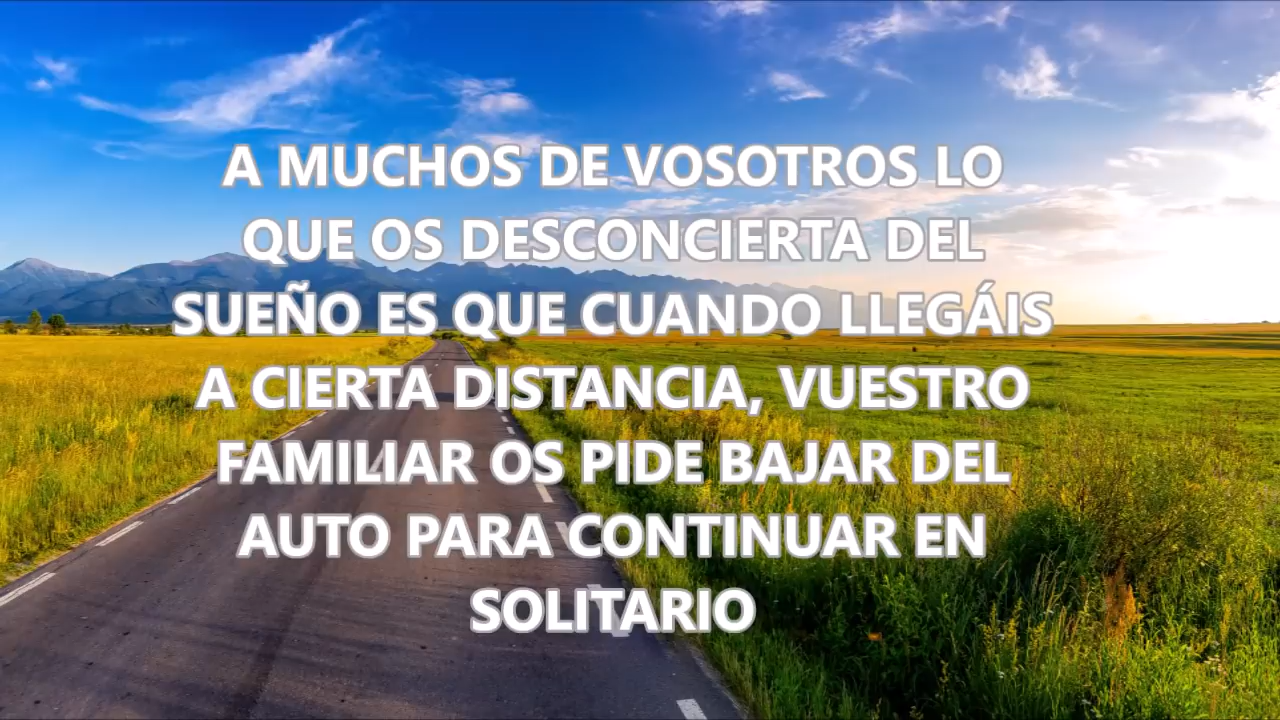 A MUCHOS DE VOSOTROS LO
QUE OS DESCONCIERTA DEL
SUEÑO ES QUE CUANDO LLEGÁIS
A CIERTA DISTANCIA, VUESTRO
FAMILIAR OS PIDE BAJAR DEL
AUTO PARA CONTINUAR EN
SOLITARIO